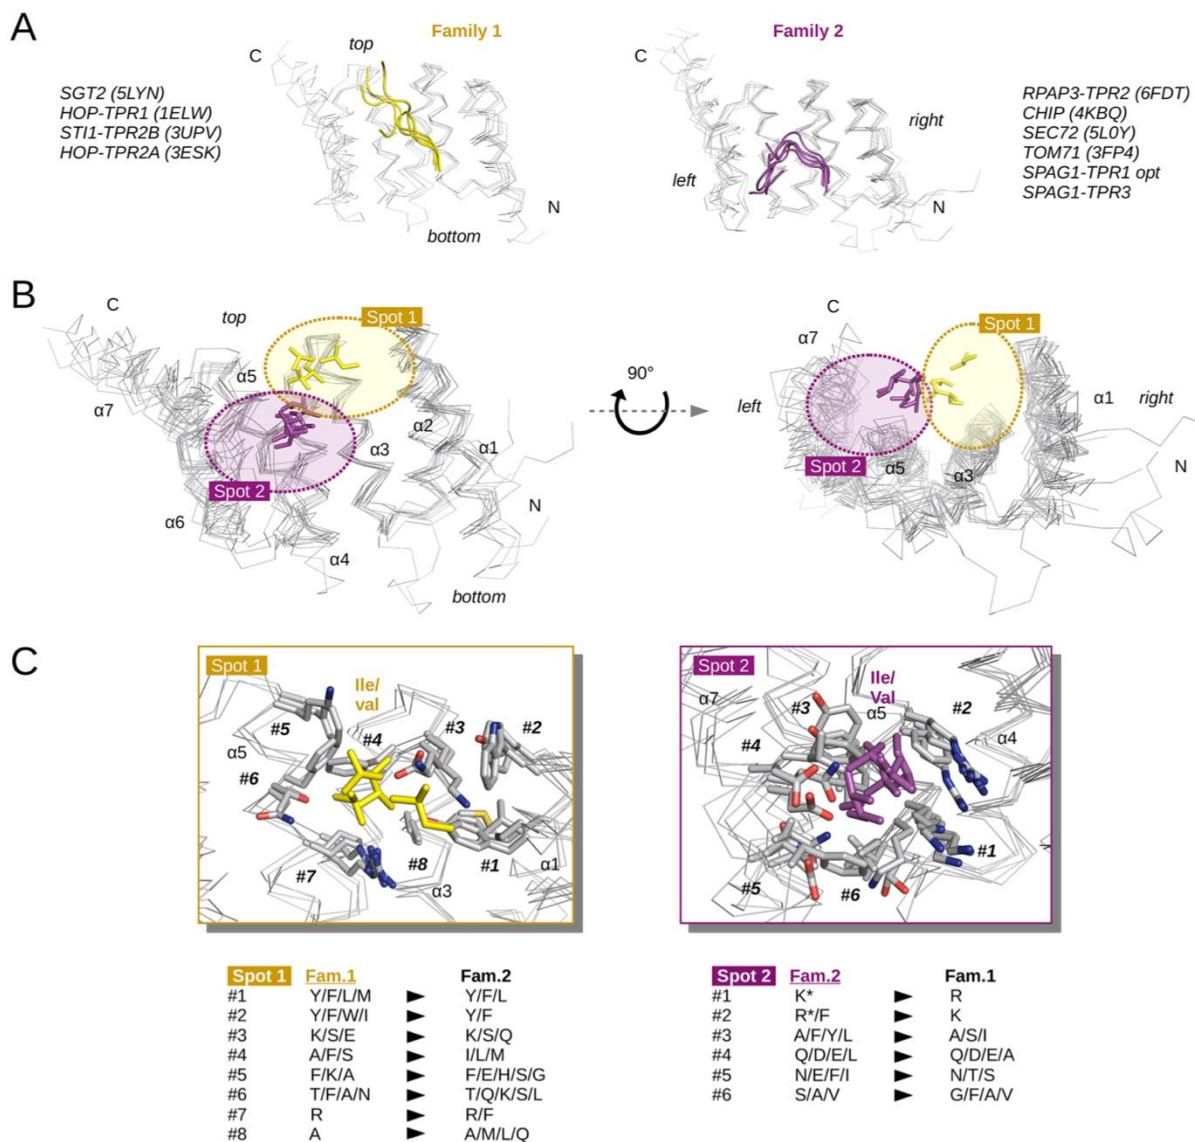 A
Family 1
Family 2
top
C
C
SGT2 (5LYN)
HOP-TPR1 (1ELW)
STI1-TPR2B (3UPV)
HOP-TPR2A (3ESK)
RPAP3-TPR2 (6FDT)
CHIP (4KBQ)
SEC72 (5L0Y)
TOM71 (3FP4)
SPAG1-TPR1 opt
SPAG1-TPR3
right
left
N
N
bottom
B
C
top
Spot 1
α5
α7
α2
α3
α1
Spot 2
N
α6
α4
bottom
90°
C
Spot 1
α7
left
α1
right
Spot 2
α5
α3
N
C
Spot 1
Ile/
val
#5
#4
#3
#2
α5
#6
#7
#8
#1
α1
α3
Spot 2
Ile/
Val
α7
#3
α5
#2
#4
α4
#1
#5
#6
Spot 1 Fam.1 Fam.2
#1 Y/F/L/M ► Y/F/L
#2 Y/F/W/I ► Y/F
#3 K/S/E ► K/S/Q
#4 A/F/S ► I/L/M
#5 F/K/A ► F/E/H/S/G
#6 T/F/A/N ► T/Q/K/S/L
#7 R ► R/F
#8 A ► A/M/L/Q
Spot 2 Fam.2 Fam.1
#1 K* ► R
#2 R*/F ► K
#3 A/F/Y/L ► A/S/I
#4 Q/D/E/L ► Q/D/E/A
#5 N/E/F/I ► N/T/S
#6 S/A/V ► G/F/A/V